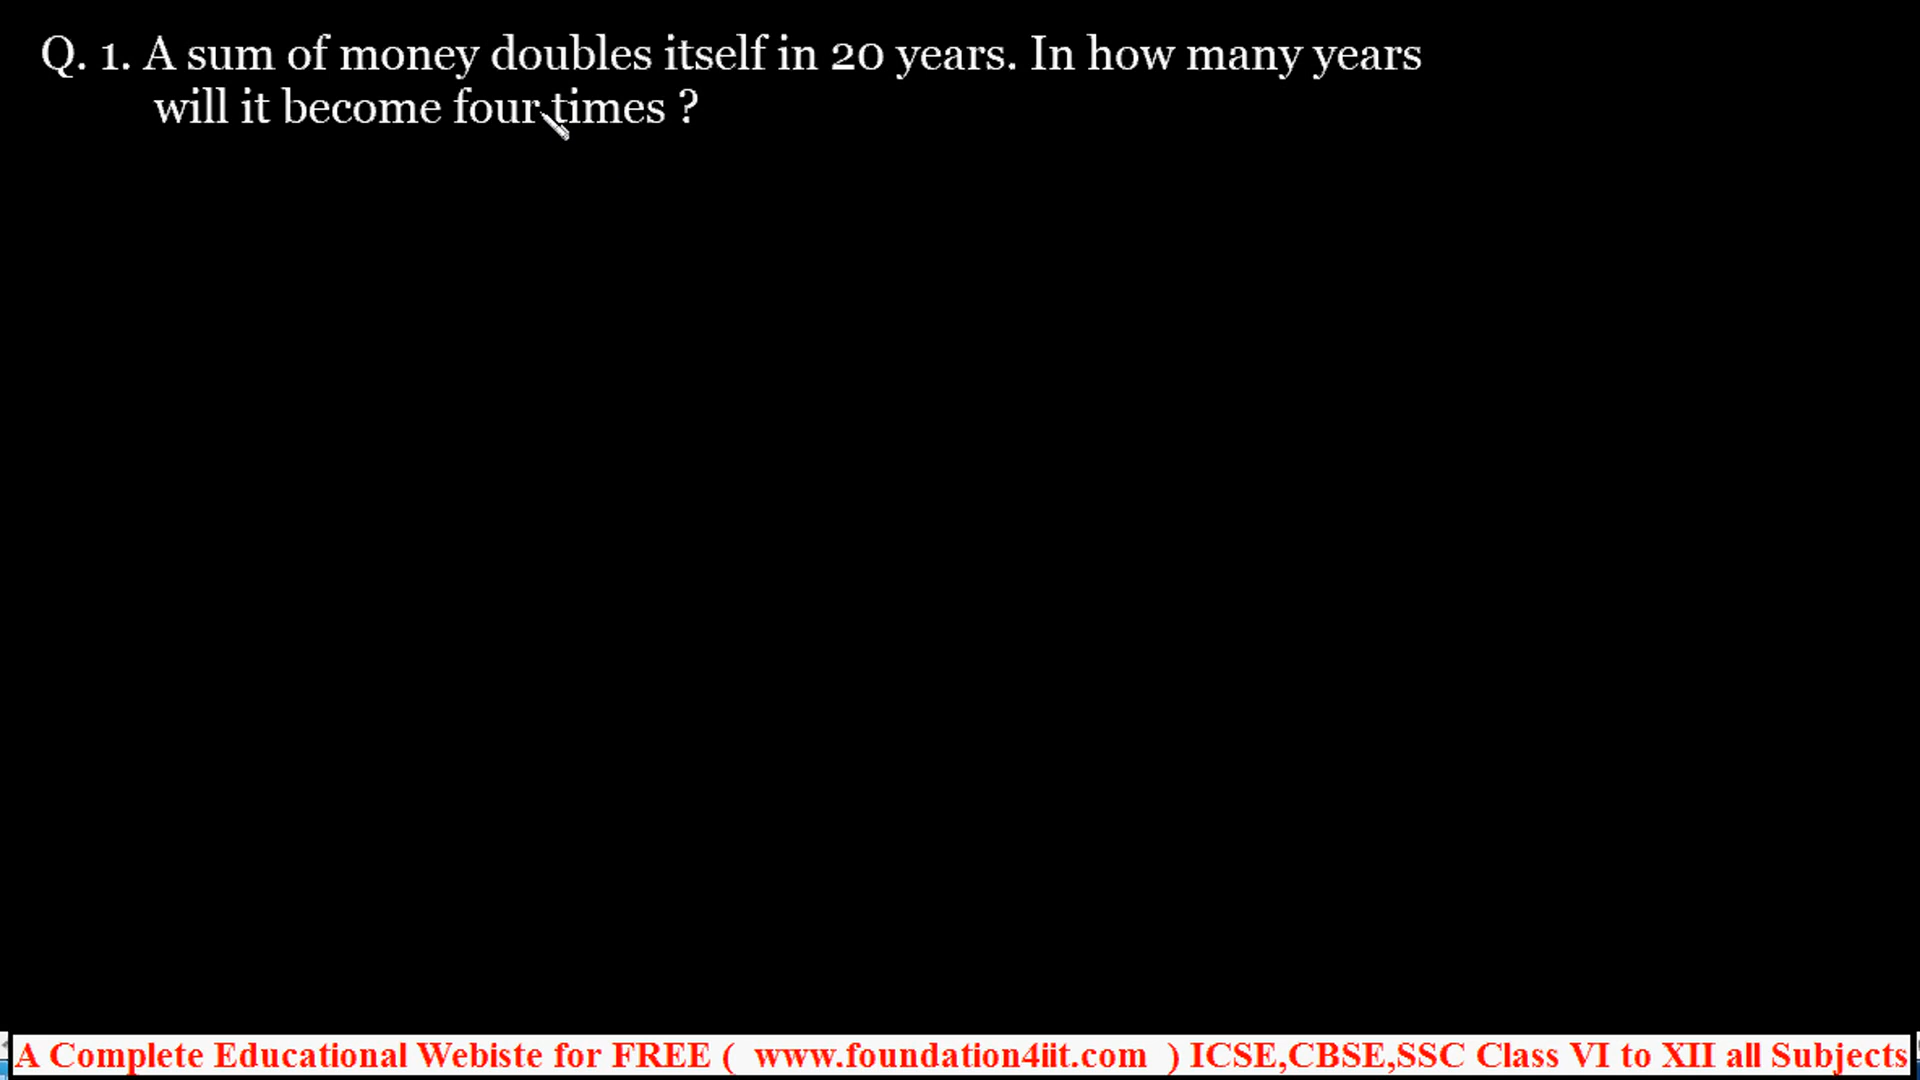 Q. 1. A sum of money doubles itself in 20 years. In how many years
will it become four times ?
A Complete Educational Webiste for FREE ( www.foundation4iit.com ) ICSE,CBSE,SSC Class VI to XII all Subjects